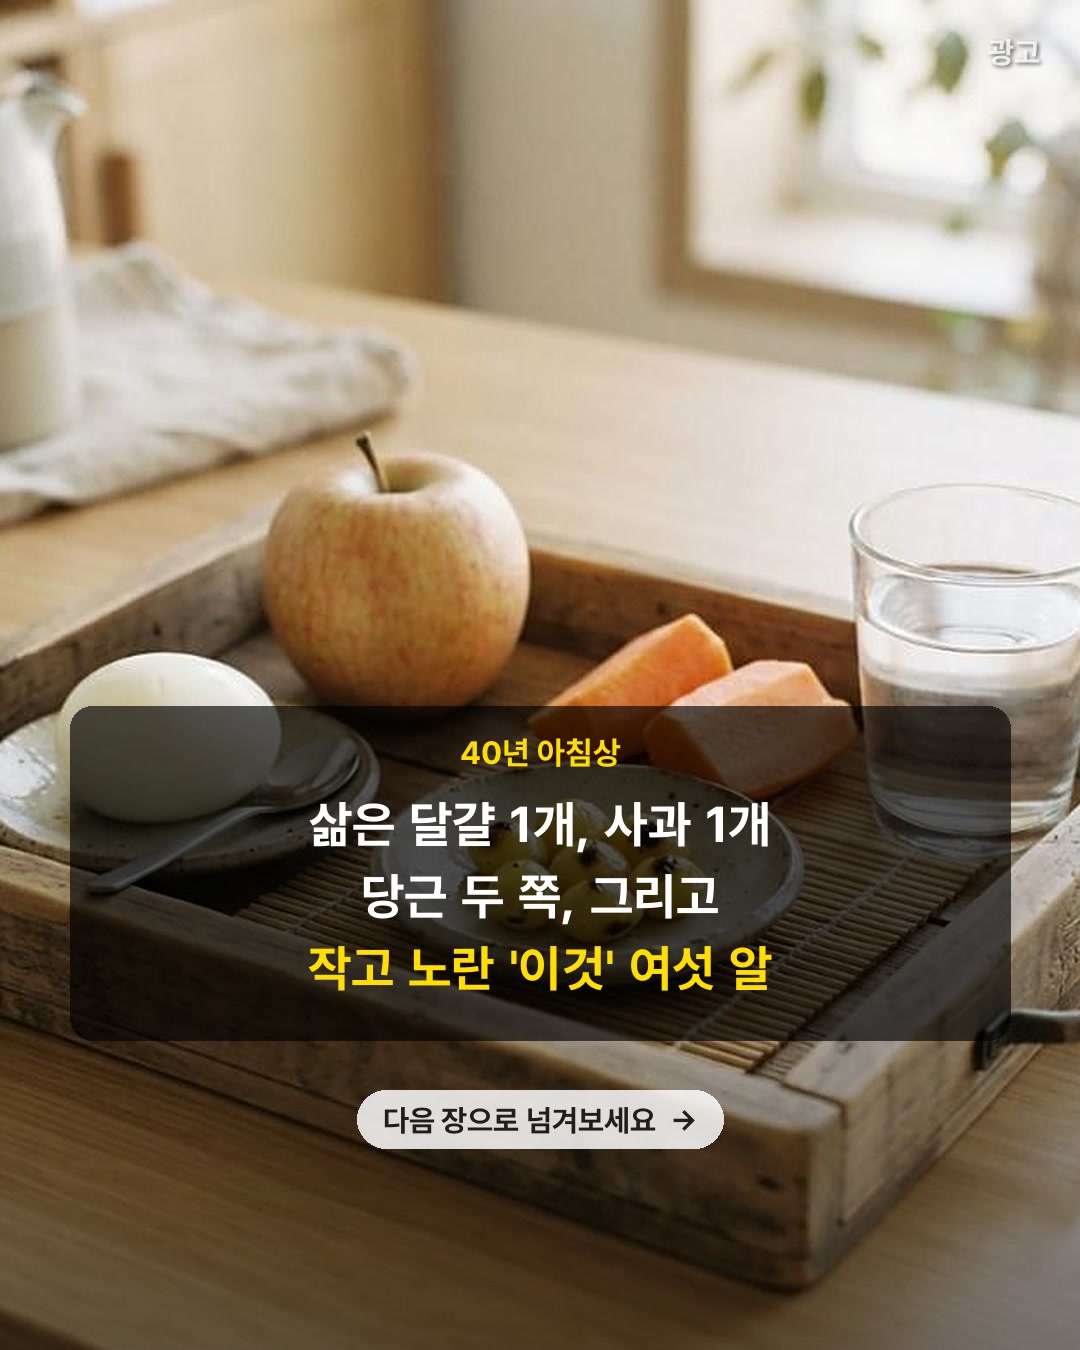 광고
40년 아침상
삶은 달걀 1개, 사과 1개
당근 두 쪽, 그리고
작고 노란 '이것' 여섯 알
다음 장으로 넘겨보세요 →